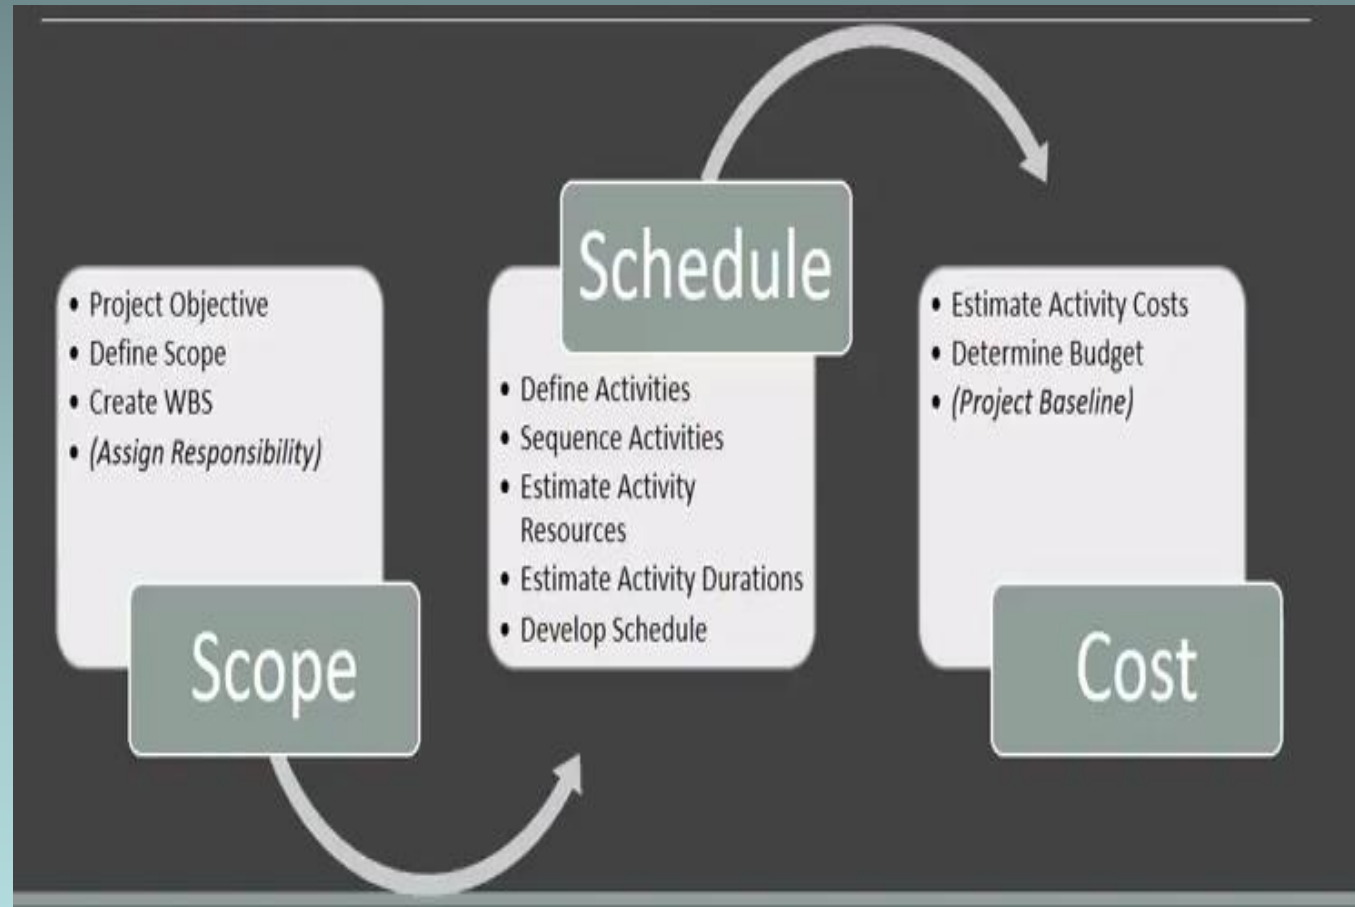 • Project Objective
• Define Scope
• Create WBS
• (Assign Responsibility)
Scope
Schedule
• Define Activities
• Sequence Activities
• Estimate Activity
Resources
• Estimate Activity Durations
• Develop Schedule
• Estimate Activity Costs
• Determine Budget
• (Project Baseline)
Cost